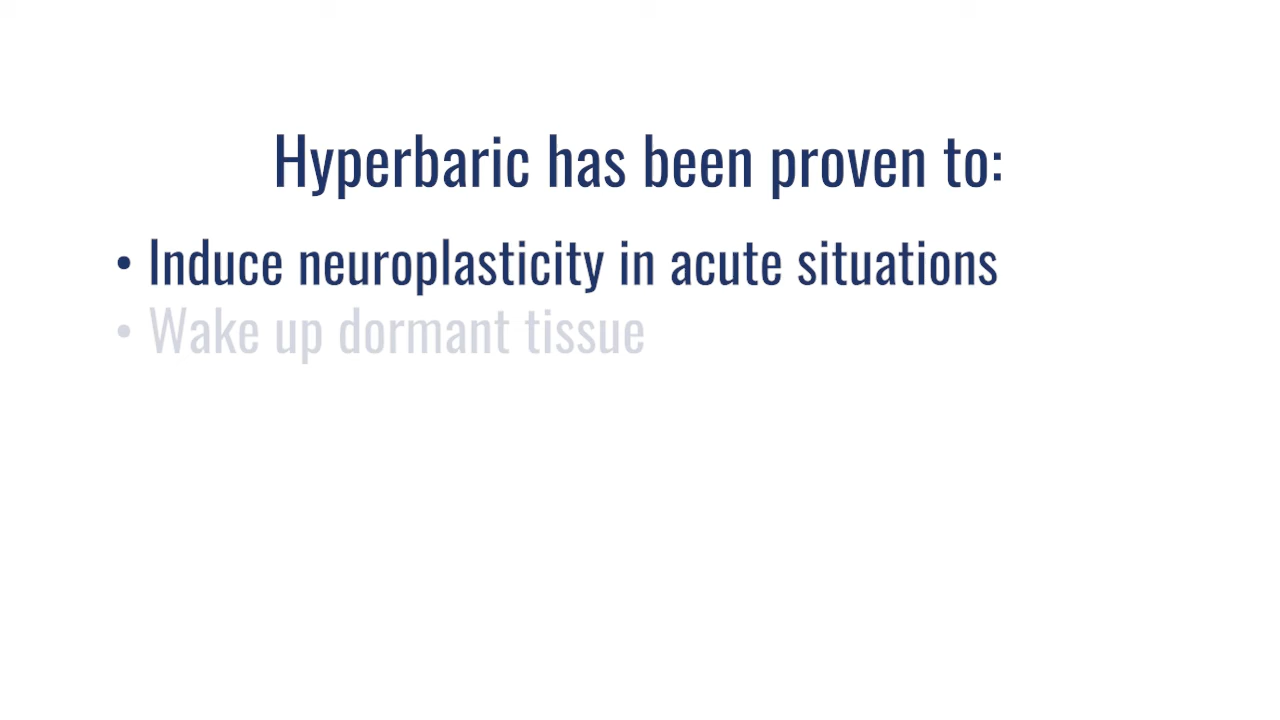 Hyperbaric has been proven to:
• Induce neuroplasticity in acute situations
• Wake up dormant tissue